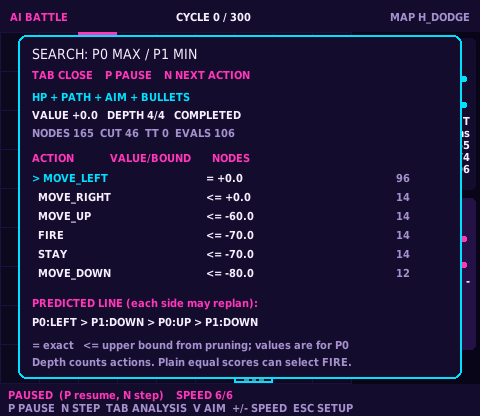 AI BATTLE CYCLE 0 / 300 MAP H_DODGE
SEARCH: P0 MAX / P1 MIN
TAB CLOSE P PAUSE N NEXT ACTION
HP + PATH + AIM + BULLETS
VALUE +0.0 DEPTH 4/4 COMPLETED
NODES 165 CUT 46 TT 0 EVALS 106
ACTION VALUE/BOUND NODES
> MOVE_LEFT = +0.0 96
MOVE_RIGHT <= +0.0 14
MOVE_UP <= -60.0 14
FIRE <= -70.0 14
STAY <= -70.0 14
MOVE_DOWN <= -80.0 12
PREDICTED LINE (each side may replan):
P0:LEFT > P1:DOWN > P0:UP > P1:DOWN
= exact <= upper bound from pruning; values are for P0
Depth counts actions. Plain equal scores can select FIRE.
PAUSED (P resume, N step) SPEED 6/6
P PAUSE N STEP TAB ANALYSIS V AIM +/- SPEED ESC SETUP